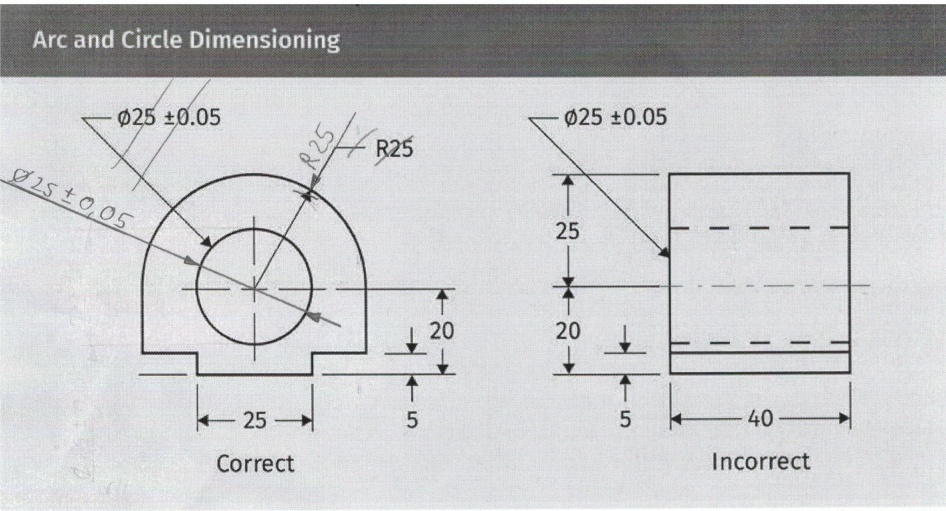 Arc and Circle Dimensioning
Ø25 ±0.05
R25
R25
Ø25 ± 0,05
20
5
25
Correct
Ø25 ±0.05
25
20
5
40
Incorrect